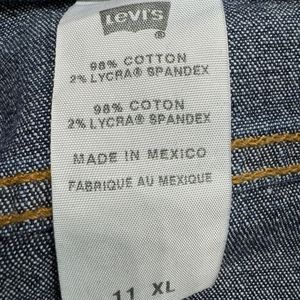 Levi's
98% COTTON
2% LYCRA® SPANDEX
98% COTON
2% LYCRA® SPANDEX
MADE IN MEXICO
FABRIQUE AU MEXIQUE
11 XL